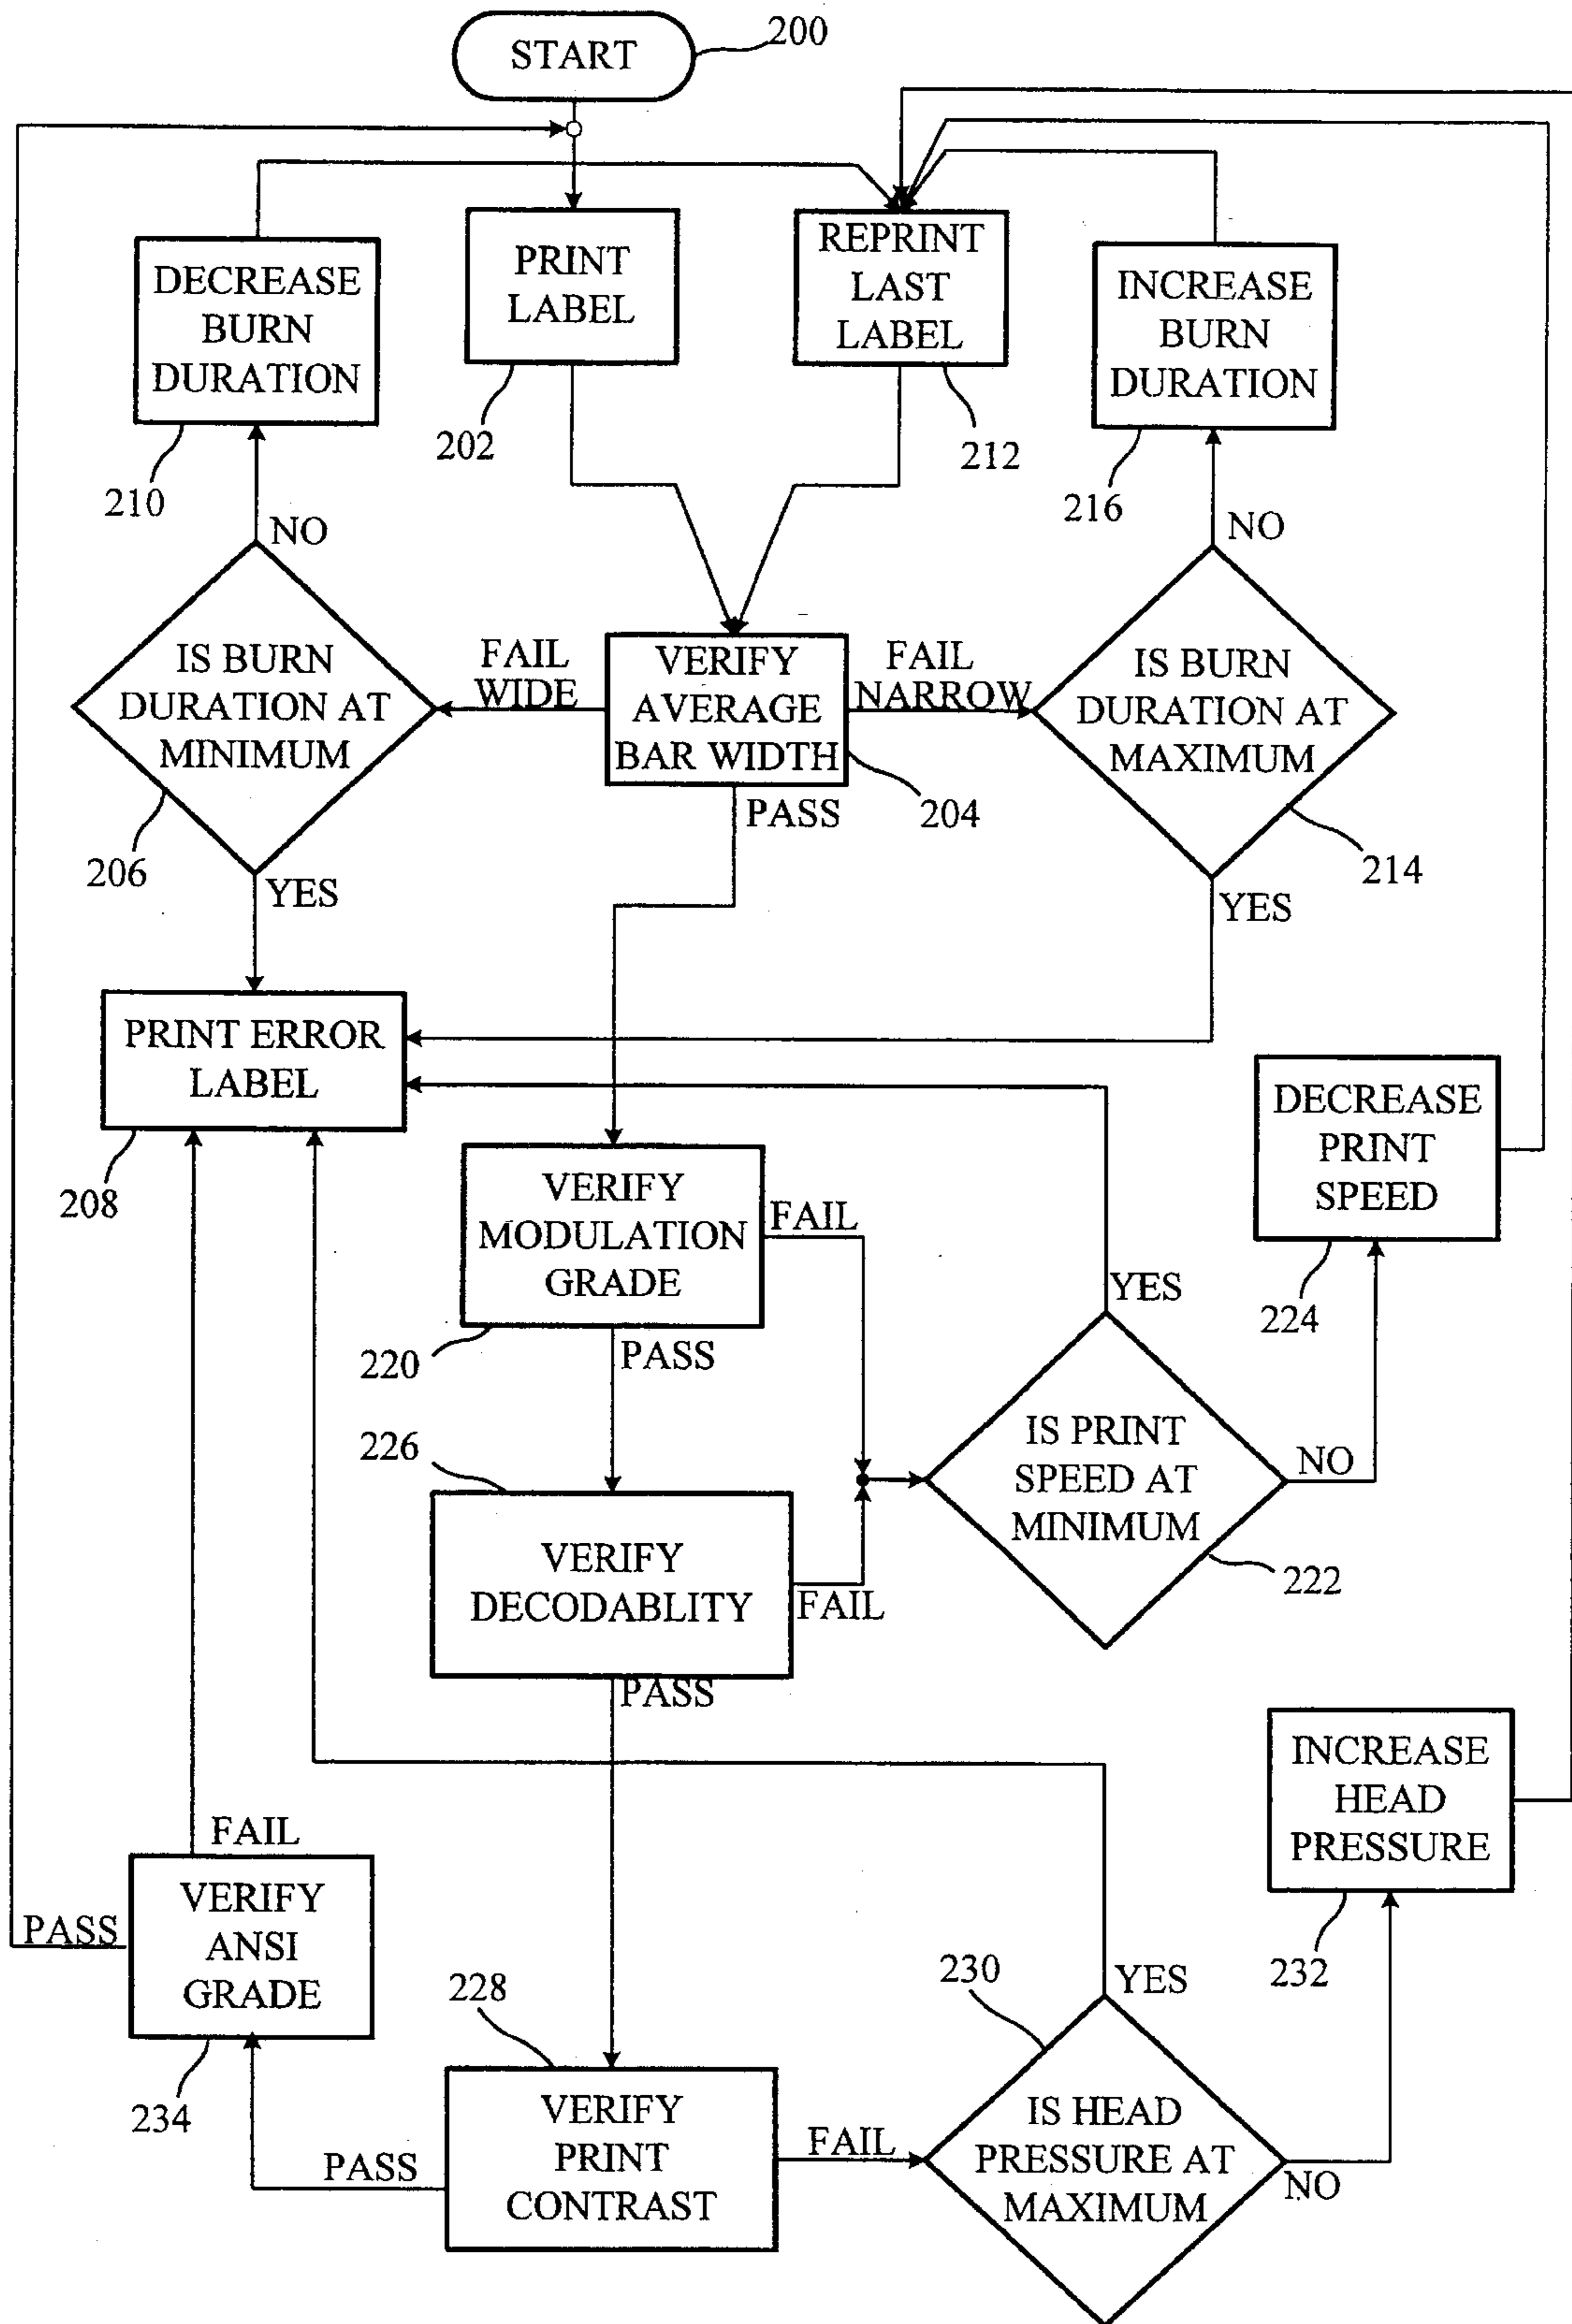 START
200
DECREASE
BURN
DURATION
210
PRINT
LABEL
202
REPRINT
LAST
LABEL
212
INCREASE
BURN
DURATION
216
NO
NO
IS BURN
DURATION AT
MINIMUM
206
YES
FAIL
WIDE
VERIFY
AVERAGE
BAR WIDTH
204
PASS
FAIL
NARROW
IS BURN
DURATION AT
MAXIMUM
214
YES
PRINT ERROR
LABEL
208
VERIFY
MODULATION
GRADE
220
FAIL
PASS
DECREASE
PRINT
SPEED
224
YES
226
VERIFY
DECODABLITY
FAIL
PASS
IS PRINT
SPEED AT
MINIMUM
222
NO
INCREASE
HEAD
PRESSURE
232
FAIL
VERIFY
ANSI
GRADE
PASS
234
228
VERIFY
PRINT
CONTRAST
PASS
FAIL
230
YES
IS HEAD
PRESSURE AT
MAXIMUM
NO